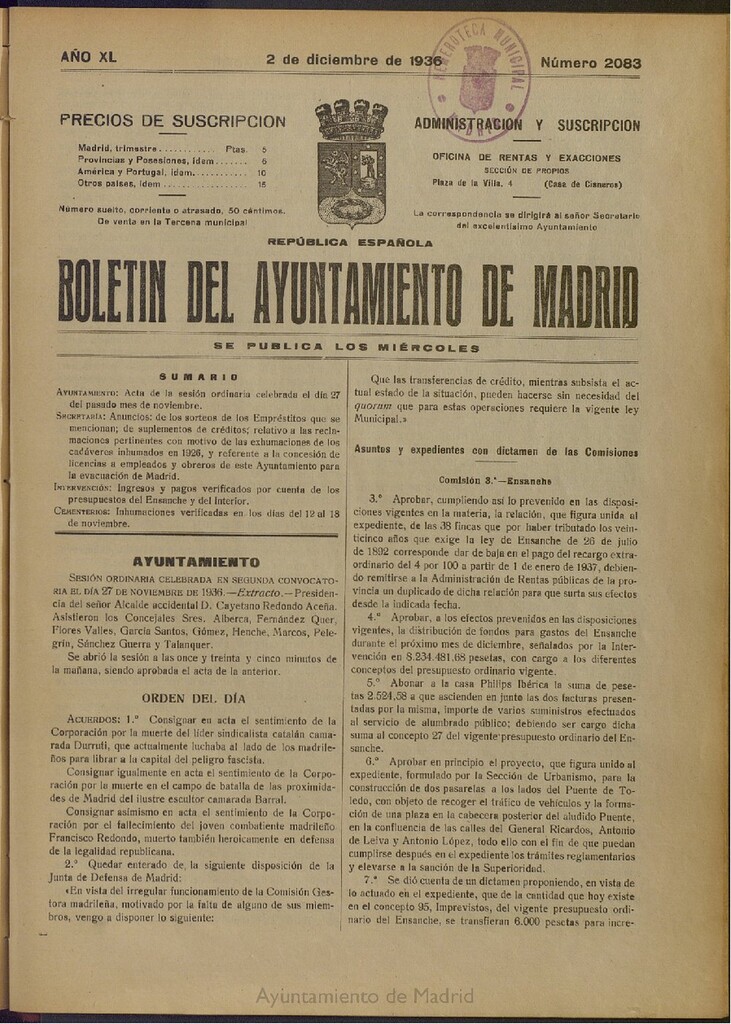 AÑO XL
2 de diciembre de 1936
Número 2083
HEMEROTECA MUNICIPAL
MADRID
PRECIOS DE SUSCRIPCION
Madrid, trimestre ............ Ptas. 5
Provincias y Posesiones, ídem ....... 6
América y Portugal, ídem ............ 10
Otros países, ídem .................. 15
Número suelto, corriente o atrasado, 50 céntimos.
De venta en la Tercena municipal
ADMINISTRACION Y SUSCRIPCION
OFICINA DE RENTAS Y EXACCIONES
SECCIÓN DE PROPIOS
Plaza de la Villa, 4 (Casa de Cisneros)
La correspondencia se dirigirá al señor Secretario
del excelentísimo Ayuntamiento
REPÚBLICA ESPAÑOLA
BOLETIN DEL AYUNTAMIENTO DE MADRID
SE PUBLICA LOS MIÉRCOLES
SUMARIO
AYUNTAMIENTO: Acta de la sesión ordinaria celebrada el día 27
del pasado mes de noviembre.
SECRETARÍA: Anuncios: de los sorteos de los Empréstitos que se
mencionan; de suplementos de créditos; relativo a las recla-
maciones pertinentes con motivo de las exhumaciones de los
cadáveres inhumados en 1926, y referente a la concesión de
licencias a empleados y obreros de este Ayuntamiento para
la evacuación de Madrid.
INTERVENCIÓN: Ingresos y pagos verificados por cuenta de los
presupuestos del Ensanche y del Interior.
CEMENTERIOS: Inhumaciones verificadas en los días del 12 al 18
de noviembre.
AYUNTAMIENTO
SESIÓN ORDINARIA CELEBRADA EN SEGUNDA CONVOCATO-
RIA EL DÍA 27 DE NOVIEMBRE DE 1936.—Extracto.—Presiden-
cia del señor Alcalde accidental D. Cayetano Redondo Aceña.
Asistieron los Concejales Sres. Alberca, Fernández Quer,
Flores Valles, García Santos, Gómez, Henche, Marcos, Pele-
grín, Sánchez Guerra y Talanquer.
Se abrió la sesión a las once y treinta y cinco minutos de
la mañana, siendo aprobada el acta de la anterior.
ORDEN DEL DÍA
ACUERDOS: 1.º Consignar en acta el sentimiento de la
Corporación por la muerte del líder sindicalista catalán cama-
rada Durruti, que actualmente luchaba al lado de los madrile-
ños para librar a la capital del peligro fascista.
Consignar igualmente en acta el sentimiento de la Corpo-
ración por la muerte en el campo de batalla de las proximida-
des de Madrid del ilustre escultor camarada Barral.
Consignar asimismo en acta el sentimiento de la Corpo-
ración por el fallecimiento del joven combatiente madrileño
Francisco Redondo, muerto también heroicamente en defensa
de la legalidad republicana.
2.º Quedar enterado de la siguiente disposición de la
Junta de Defensa de Madrid:
«En vista del irregular funcionamiento de la Comisión Ges-
tora madrileña, motivado por la falta de alguno de sus miem-
bros, vengo a disponer lo siguiente:
Que las transferencias de crédito, mientras subsista el ac-
tual estado de la situación, pueden hacerse sin necesidad del
quorum que para estas operaciones requiere la vigente ley
Municipal.»
Asuntos y expedientes con dictamen de las Comisiones
Comisión 3.ª—Ensanche
3.º Aprobar, cumpliendo así lo prevenido en las disposi-
ciones vigentes en la materia, la relación, que figura unida al
expediente, de las 38 fincas que por haber tributado los vein-
ticinco años que exige la ley de Ensanche de 26 de julio
de 1892 corresponde dar de baja en el pago del recargo extra-
ordinario del 4 por 100 a partir de 1 de enero de 1937, debien-
do remitirse a la Administración de Rentas públicas de la pro-
vincia un duplicado de dicha relación para que surta sus efectos
desde la indicada fecha.
4.º Aprobar, a los efectos prevenidos en las disposiciones
vigentes, la distribución de fondos para gastos del Ensanche
durante el próximo mes de diciembre, señalados por la Inter-
vención en 8.234.481,68 pesetas, con cargo a los diferentes
conceptos del presupuesto ordinario vigente.
5.º Abonar a la casa Philips Ibérica la suma de pese-
tas 2.524,58 a que ascienden en junto las dos facturas presen-
tadas por la misma, importe de varios suministros efectuados
al servicio de alumbrado público; debiendo ser cargo dicha
suma al concepto 27 del vigente presupuesto ordinario del En-
sanche.
6.º Aprobar en principio el proyecto, que figura unido al
expediente, formulado por la Sección de Urbanismo, para la
construcción de dos pasarelas a los lados del Puente de To-
ledo, con objeto de recoger el tráfico de vehículos y la forma-
ción de una plaza en la cabecera posterior del aludido Puente,
en la confluencia de las calles del General Ricardos, Antonio
de Leiva y Antonio López, todo ello con el fin de que puedan
cumplirse después en el expediente los trámites reglamentarios
y elevarse a la sanción de la Superioridad.
7.º Se dió cuenta de un dictamen proponiendo, en vista de
lo actuado en el expediente, que de la cantidad que hoy existe
en el concepto 95, Imprevistos, del vigente presupuesto ordi-
nario del Ensanche, se transfieran 6.000 pesetas para incre-
Ayuntamiento de Madrid